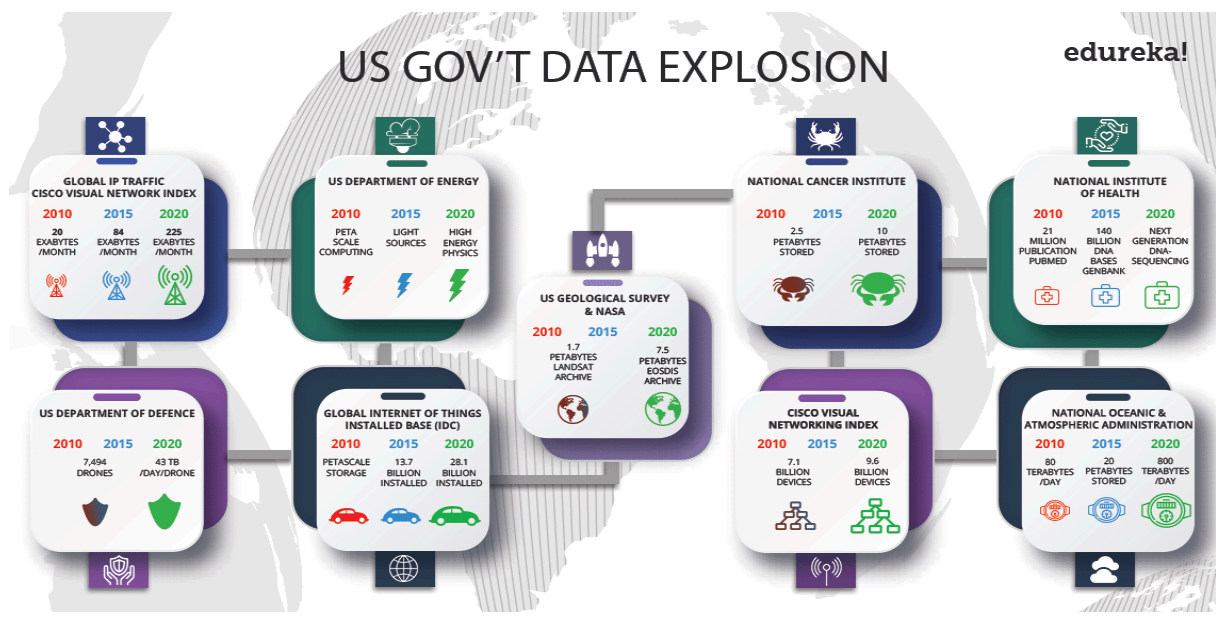 US GOV'T DATA EXPLOSION
edureka!
GLOBAL IP TRAFFIC
CISCO VISUAL NETWORK INDEX
2010 2015 2020
20 84 225
EXABYTES EXABYTES EXABYTES
/MONTH /MONTH /MONTH
US DEPARTMENT OF ENERGY
2010 2015 2020
PETA LIGHT HIGH
SCALE SOURCES ENERGY
COMPUTING PHYSICS
US GEOLOGICAL SURVEY
& NASA
2010 2015 2020
1.7 7.5
PETABYTES PETABYTES
LANDSAT EOSDIS
ARCHIVE ARCHIVE
NATIONAL CANCER INSTITUTE
2010 2015 2020
2.5 10
PETABYTES PETABYTES
STORED STORED
NATIONAL INSTITUTE
OF HEALTH
2010 2015 2020
21 140 NEXT
MILLION BILLION GENERATION
PUBLICATION DNA DNA-
PUBMED BASES SEQUENCING
GENBANK
US DEPARTMENT OF DEFENCE
2010 2015 2020
7,494 43 TB
DRONES /DAY/DRONE
GLOBAL INTERNET OF THINGS
INSTALLED BASE (IDC)
2010 2015 2020
PETASCALE 13.7 28.1
STORAGE BILLION BILLION
INSTALLED INSTALLED
CISCO VISUAL
NETWORKING INDEX
2010 2015 2020
7.1 9.6
BILLION BILLION
DEVICES DEVICES
NATIONAL OCEANIC &
ATMOSPHERIC ADMINISTRATION
2010 2015 2020
80 20 800
TERABYTES PETABYTES TERABYTES
/DAY STORED /DAY